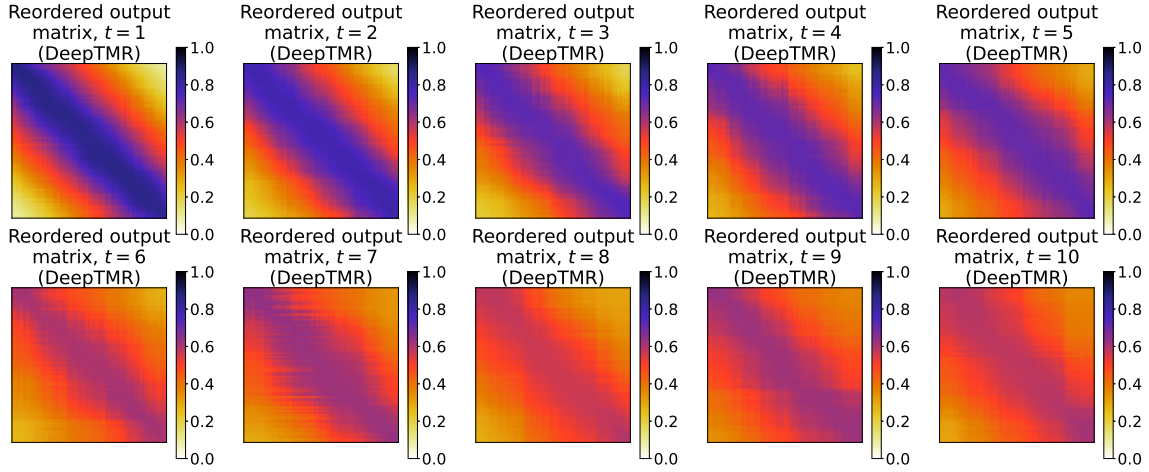 Reordered output
matrix, t = 1
(DeepTMR)
1.0
0.8
0.6
0.4
0.2
0.0
Reordered output
matrix, t = 2
(DeepTMR)
1.0
0.8
0.6
0.4
0.2
0.0
Reordered output
matrix, t = 3
(DeepTMR)
1.0
0.8
0.6
0.4
0.2
0.0
Reordered output
matrix, t = 4
(DeepTMR)
1.0
0.8
0.6
0.4
0.2
0.0
Reordered output
matrix, t = 5
(DeepTMR)
1.0
0.8
0.6
0.4
0.2
0.0
Reordered output
matrix, t = 6
(DeepTMR)
1.0
0.8
0.6
0.4
0.2
0.0
Reordered output
matrix, t = 7
(DeepTMR)
1.0
0.8
0.6
0.4
0.2
0.0
Reordered output
matrix, t = 8
(DeepTMR)
1.0
0.8
0.6
0.4
0.2
0.0
Reordered output
matrix, t = 9
(DeepTMR)
1.0
0.8
0.6
0.4
0.2
0.0
Reordered output
matrix, t = 10
(DeepTMR)
1.0
0.8
0.6
0.4
0.2
0.0